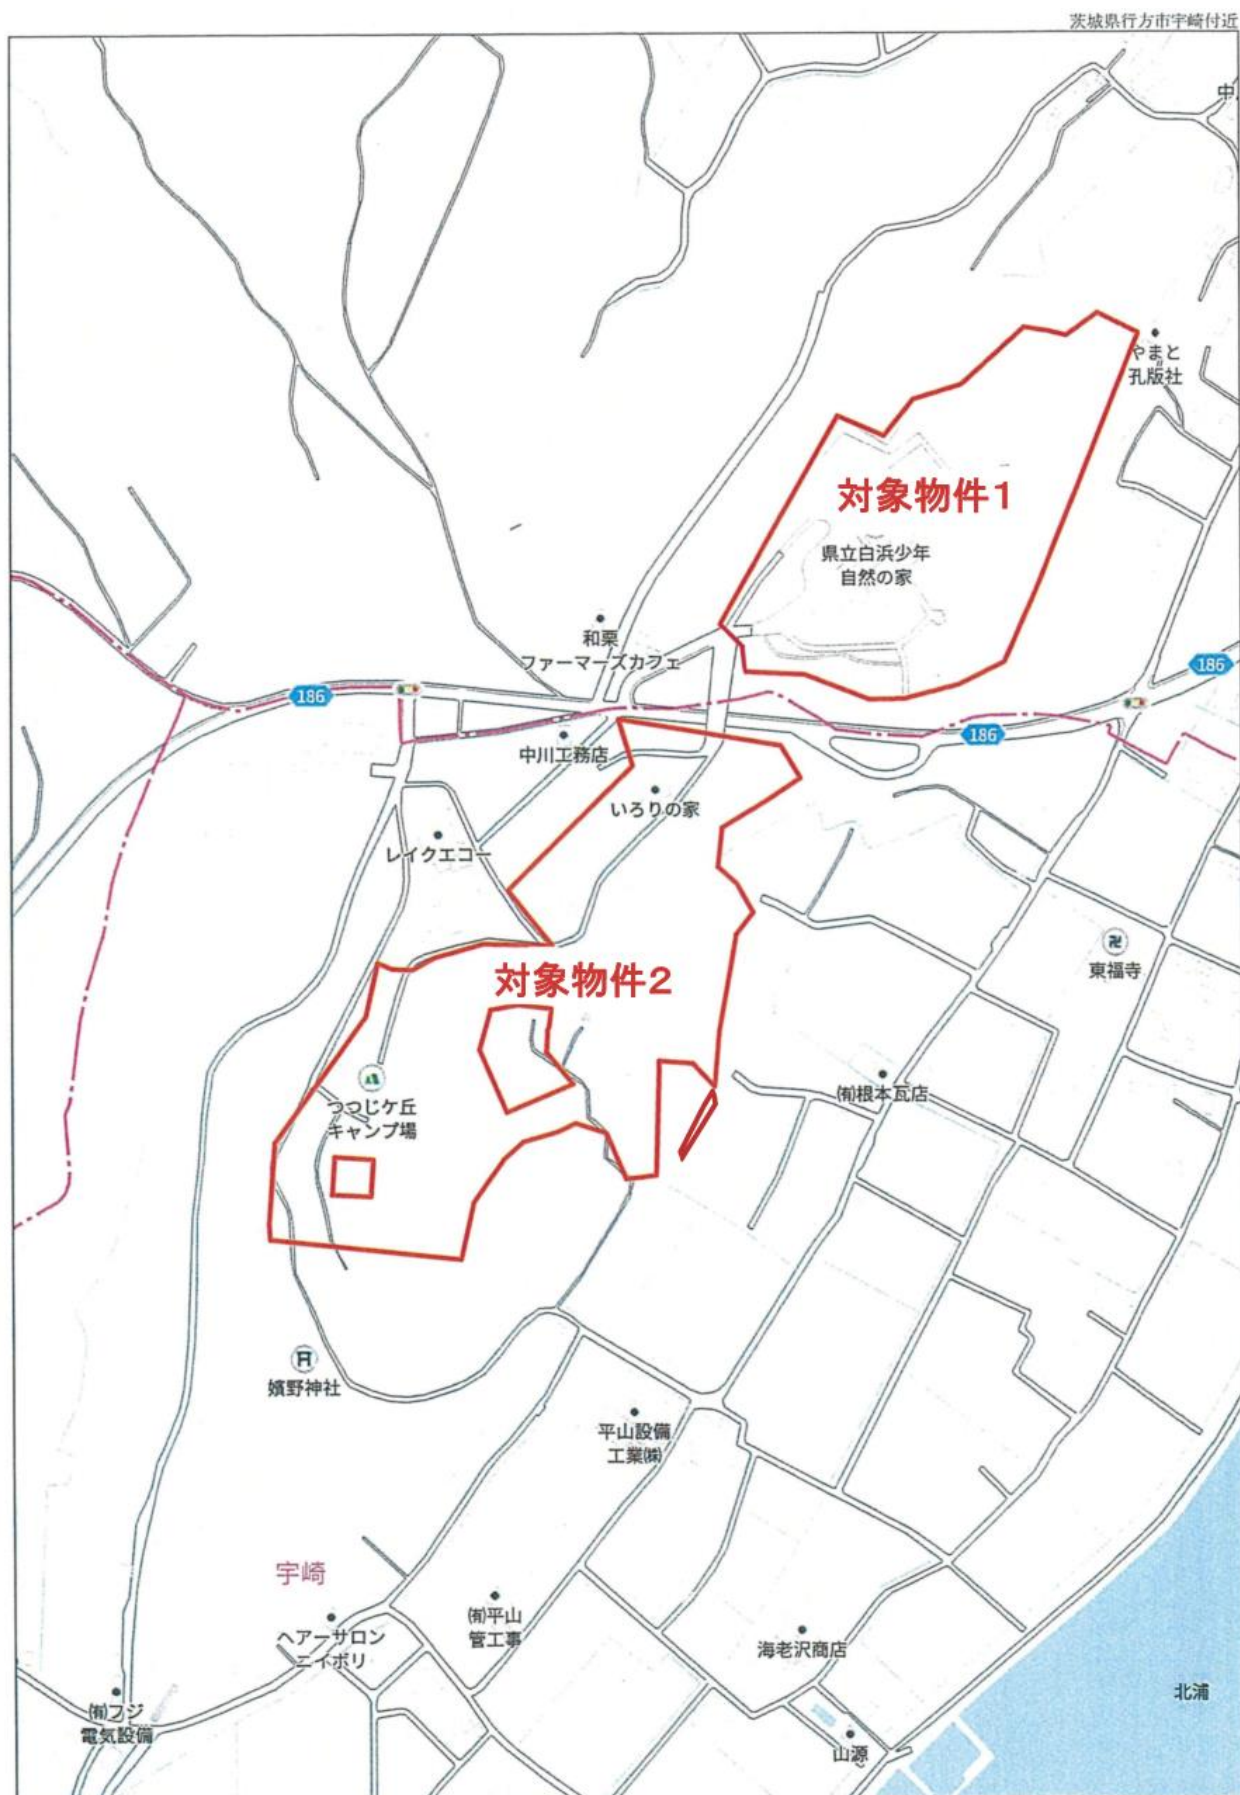 茨城県行方市宇崎付近
中
やまと
孔版社
対象物件1
県立白浜少年
自然の家
和栗
ファーマーズカフェ
186
186
186
中川工務店
いろりの家
レイクエコー
東福寺
対象物件2
つつじケ丘
キャンプ場
㈲根本瓦店
嬪野神社
平山設備
工業㈱
宇崎
㈲平山
管工事
ヘアーサロン
ニイボリ
海老沢商店
北浦
㈲フジ
電気設備
山源